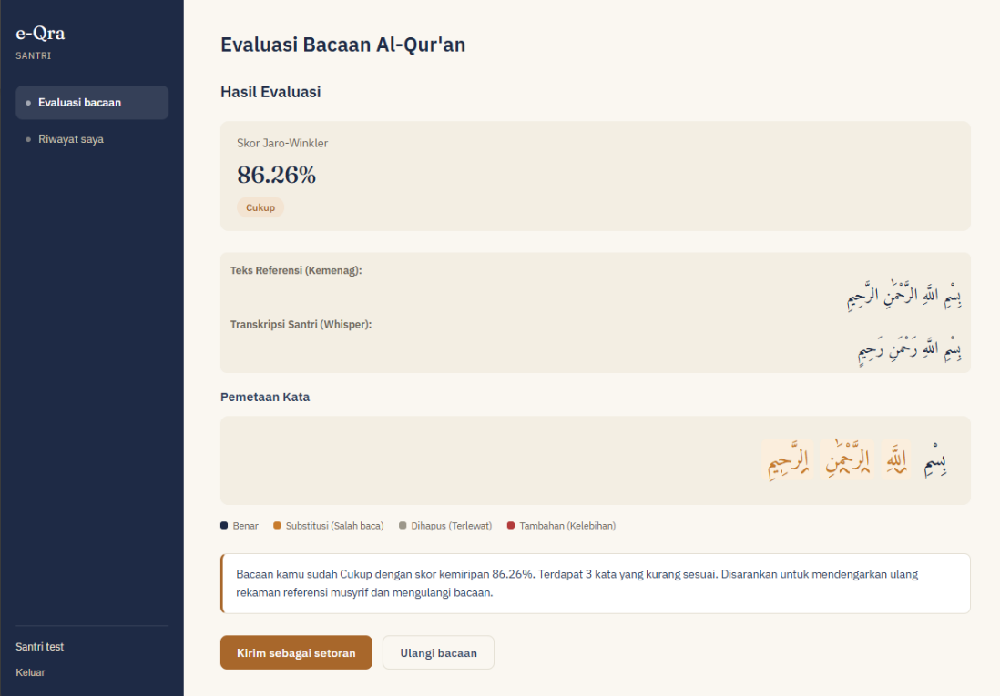 e-Qra
SANTRI
Evaluasi bacaan
Riwayat saya
Santri test
Keluar
Evaluasi Bacaan Al-Qur'an
Hasil Evaluasi
Skor Jaro-Winkler
86.26%
Cukup
Teks Referensi (Kemenag):
بِسْمِ اللَّهِ الرَّحْمَٰنِ الرَّحِيمِ
Transkripsi Santri (Whisper):
بِسْمِ اللَّهِ رَحْمَنِ رَحِيمٍ
Pemetaan Kata
بِسْمِ اللَّهِ الرَّحْمَٰنِ الرَّحِيمِ
Benar
Substitusi (Salah baca)
Dihapus (Terlewat)
Tambahan (Kelebihan)
Bacaan kamu sudah Cukup dengan skor kemiripan 86.26%. Terdapat 3 kata yang kurang sesuai. Disarankan untuk mendengarkan ulang
rekaman referensi musyrif dan mengulangi bacaan.
Kirim sebagai setoran
Ulangi bacaan